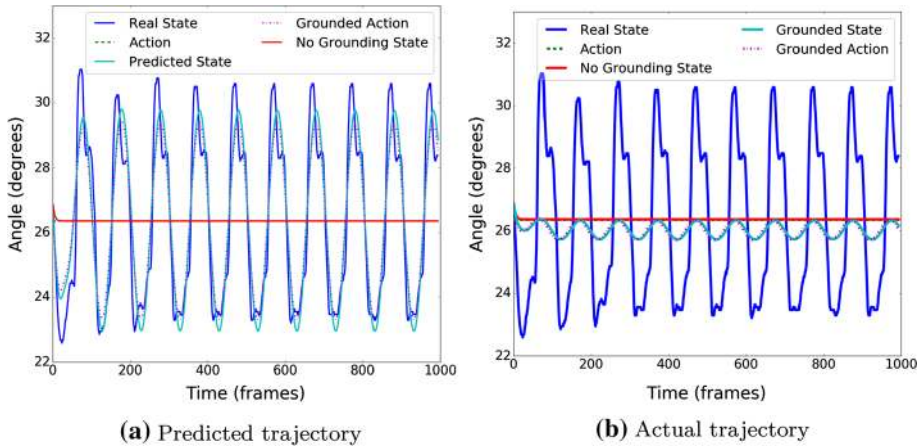 Real State
Action
Predicted State
Grounded Action
No Grounding State
Angle (degrees)
32
30
28
26
24
22
0
200
400
600
800
1000
Time (frames)
(a) Predicted trajectory
Real State
Action
No Grounding State
Grounded State
Grounded Action
Angle (degrees)
32
30
28
26
24
22
0
200
400
600
800
1000
Time (frames)
(b) Actual trajectory